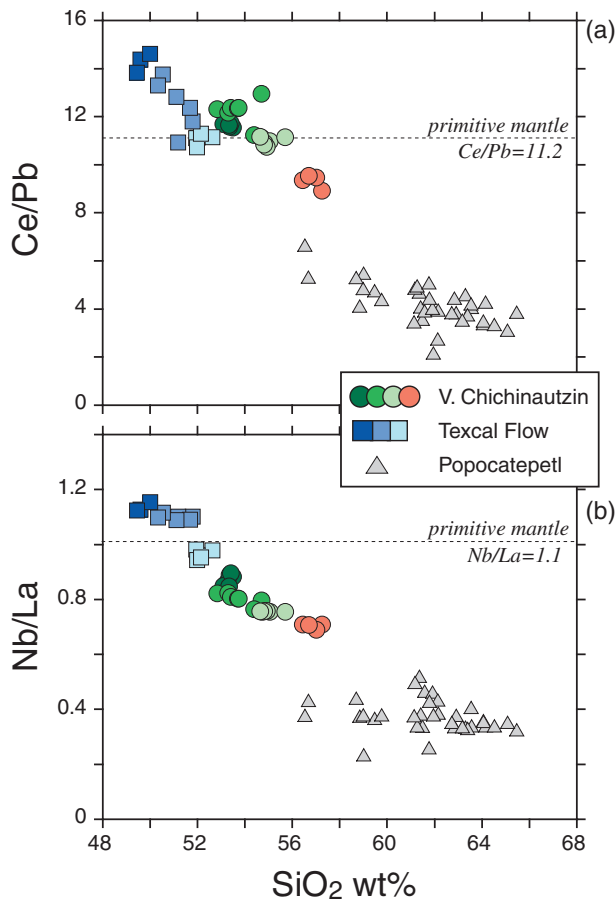 (a)
16
12
8
4
0
Ce/Pb
primitive mantle
Ce/Pb=11.2
V. Chichinautzin
Texcal Flow
Popocatepetl
(b)
1.2
0.8
0.4
0
Nb/La
primitive mantle
Nb/La=1.1
48 52 56 60 64 68
SiO2 wt%